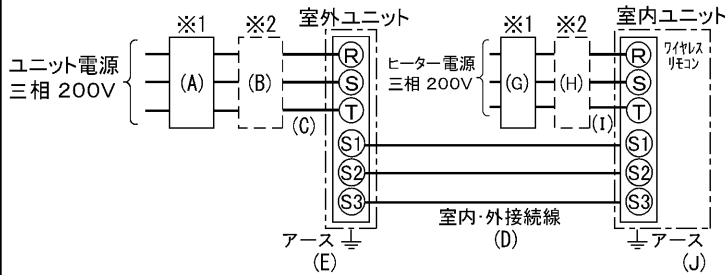 室外ユニット
室内ユニット
※1 ※2
※1 ※2
ユニット電源
三相 200V
(A) (B) (C)
R
S
T
S1
S2
S3
ヒーター電源
三相 200V
(G) (H) (I)
R
S
T
S1
S2
S3
ワイヤレス
リモコン
室内・外接続線
(D)
アース
(E)
アース
(J)